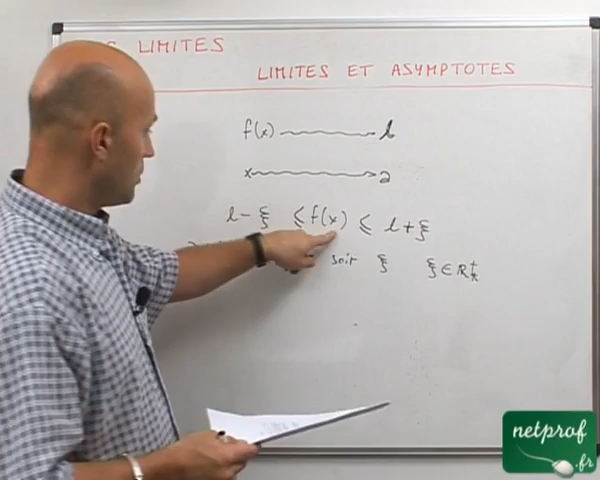 LIMITES
LIMITES ET ASYMPTOTES
f(x) → l
x → a
l - ξ ⩽ f(x) ⩽ l + ξ
soit ξ ξ ∈ ℝ⁺*
netprof
.fr